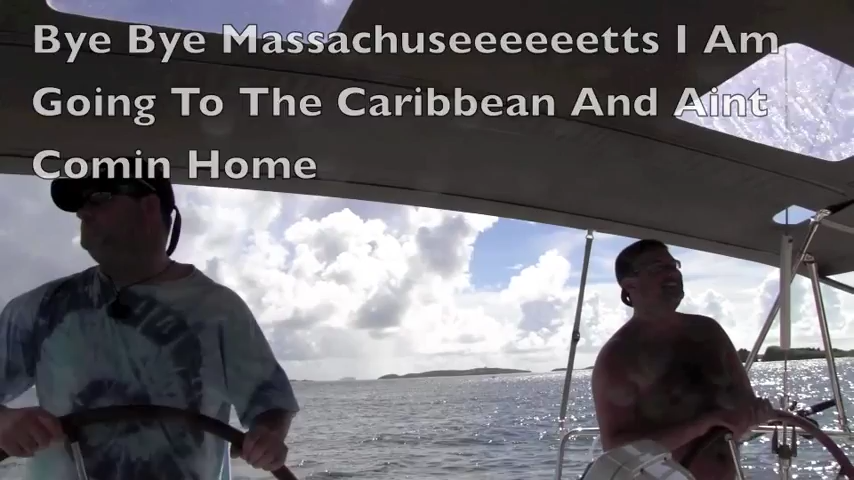 Bye Bye Massachuseeeeeetts I Am
Going To The Caribbean And Aint
Comin Home